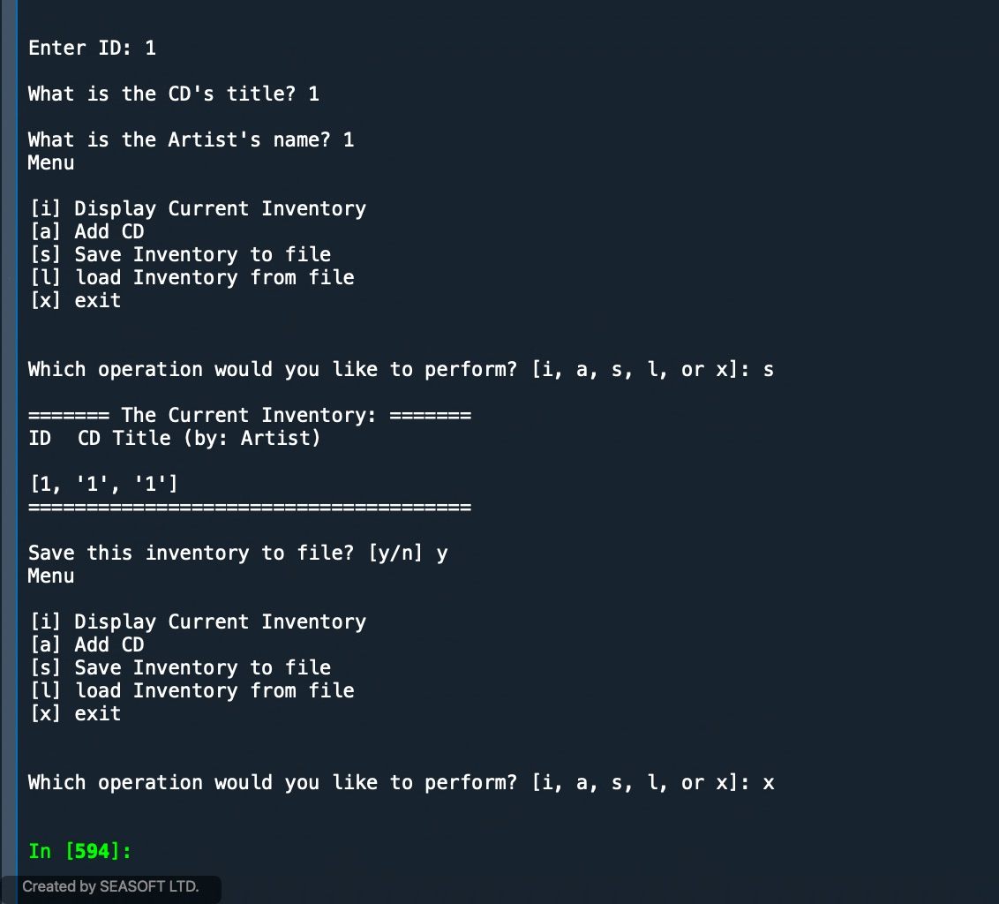 Enter ID: 1
What is the CD's title? 1
What is the Artist's name? 1
Menu
[i] Display Current Inventory
[a] Add CD
[s] Save Inventory to file
[l] load Inventory from file
[x] exit
Which operation would you like to perform? [i, a, s, l, or x]: s
======= The Current Inventory: =======
ID  CD Title (by: Artist)
[1, '1', '1']
======================================
Save this inventory to file? [y/n] y
Menu
[i] Display Current Inventory
[a] Add CD
[s] Save Inventory to file
[l] load Inventory from file
[x] exit
Which operation would you like to perform? [i, a, s, l, or x]: x
In [594]:
Created by SEASOFT LTD.